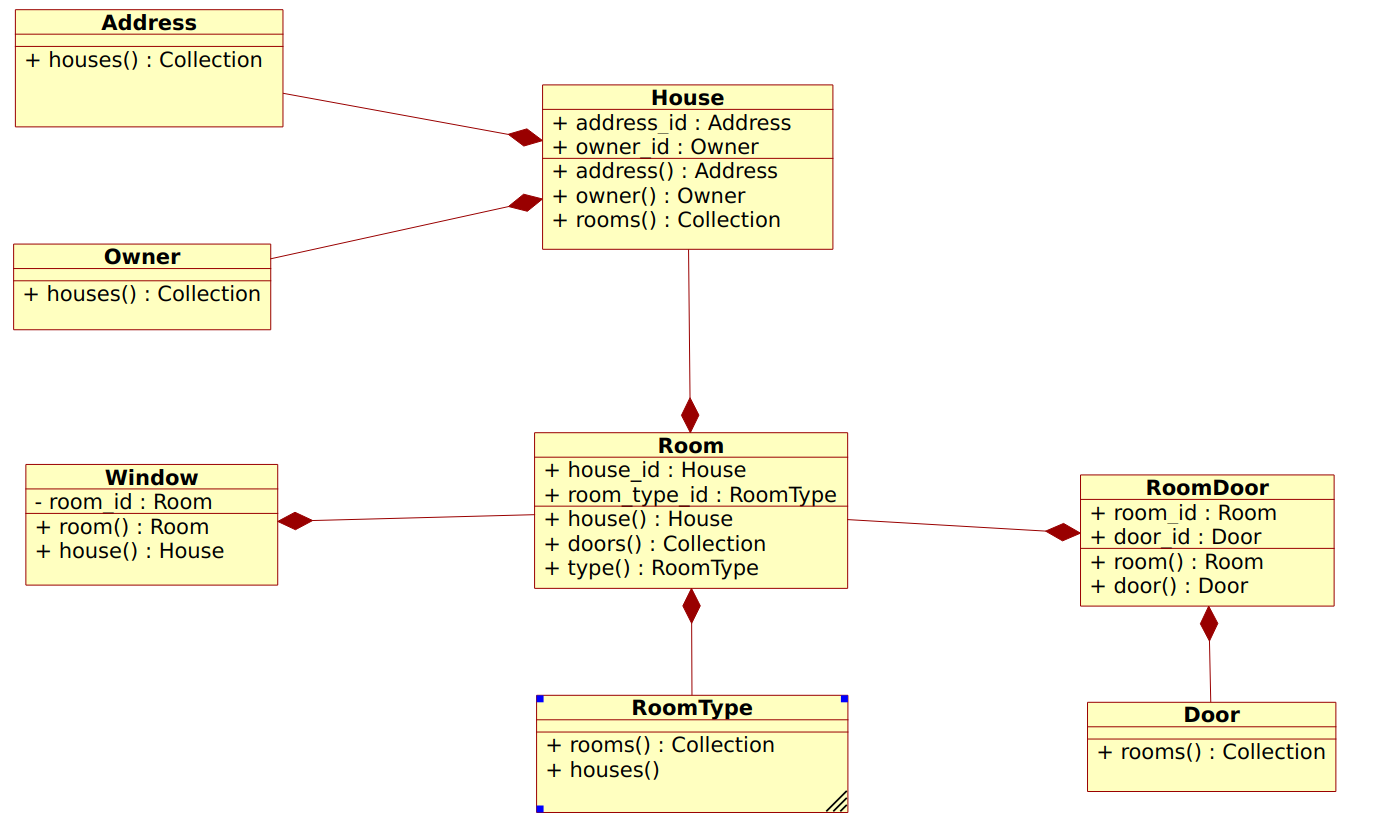 Address
+ houses() : Collection
House
+ address_id : Address
+ owner_id : Owner
+ address() : Address
+ owner() : Owner
+ rooms() : Collection
Owner
+ houses() : Collection
Room
+ house_id : House
+ room_type_id : RoomType
+ house() : House
+ doors() : Collection
+ type() : RoomType
Window
- room_id : Room
+ room() : Room
+ house() : House
RoomDoor
+ room_id : Room
+ door_id : Door
+ room() : Room
+ door() : Door
RoomType
+ rooms() : Collection
+ houses()
Door
+ rooms() : Collection